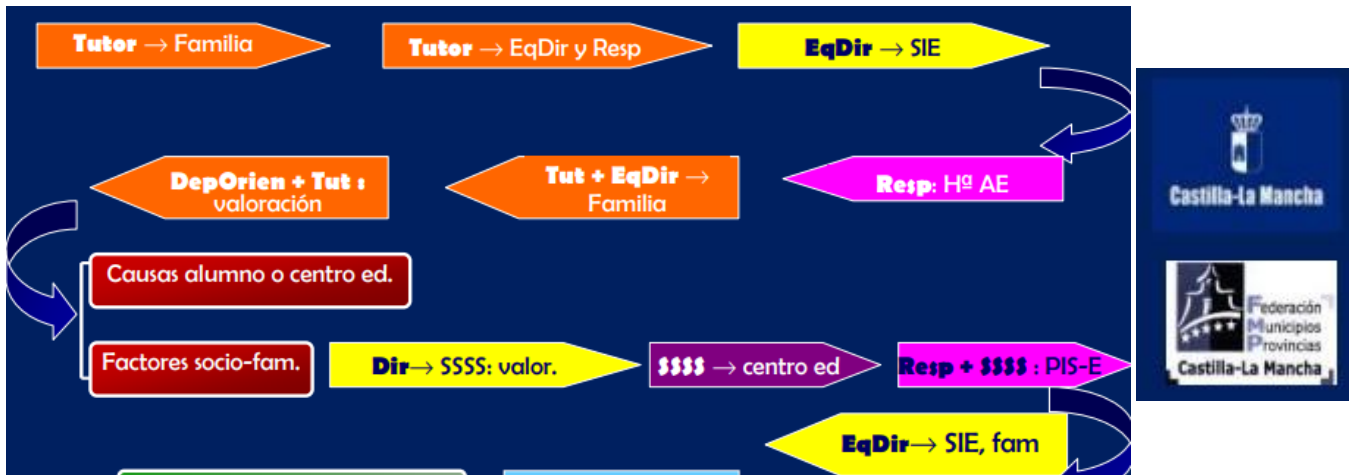 Tutor → Familia
Tutor → EqDir y Resp
EqDir → SIE
Resp: Hª AE
Tut + EqDir →
Familia
DepOrien + Tut :
valoración
Causas alumno o centro ed.
Factores socio-fam.
Dir→ SSSS: valor.
SSSS → centro ed
Resp + SSSS : PIS-E
EqDir→ SIE, fam
Castilla-La Mancha
Federación
Municipios
Provincias
Castilla-La Mancha